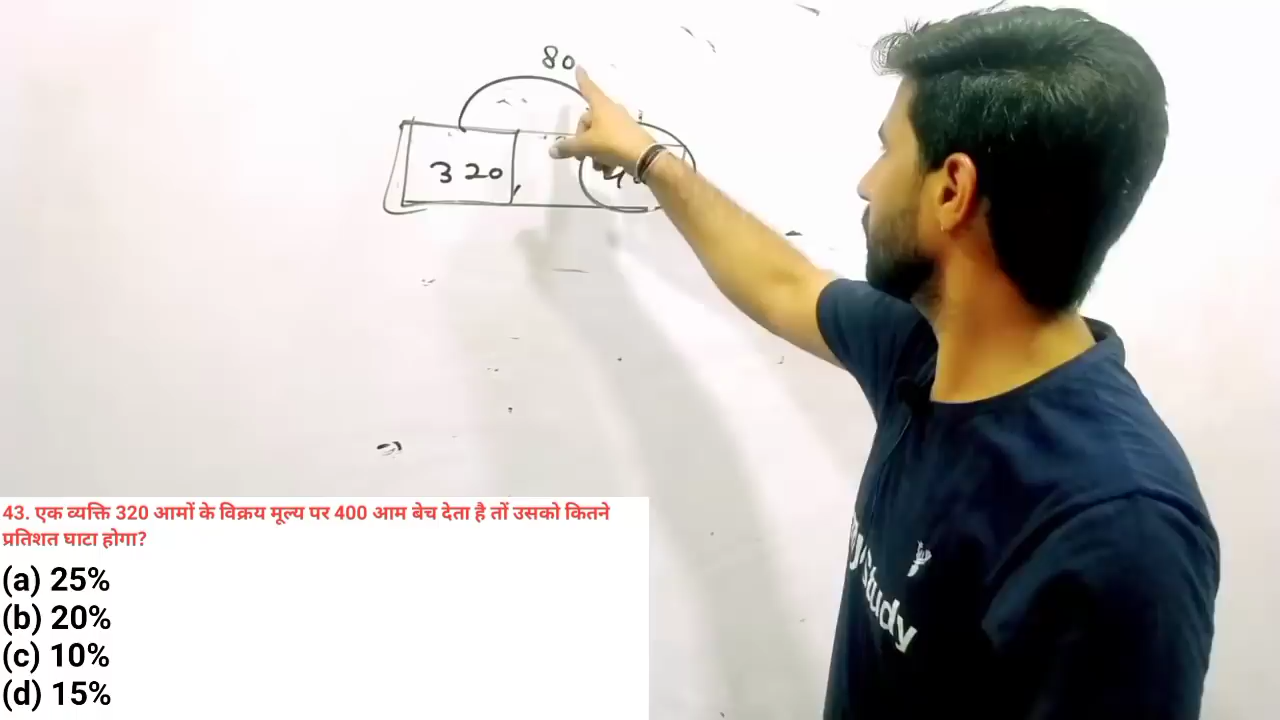 80
320
43. एक व्यक्ति 320 आमों के विक्रय मूल्य पर 400 आम बेच देता है तों उसको कितने
प्रतिशत घाटा होगा?
(a) 25%
(b) 20%
(c) 10%
(d) 15%
Study